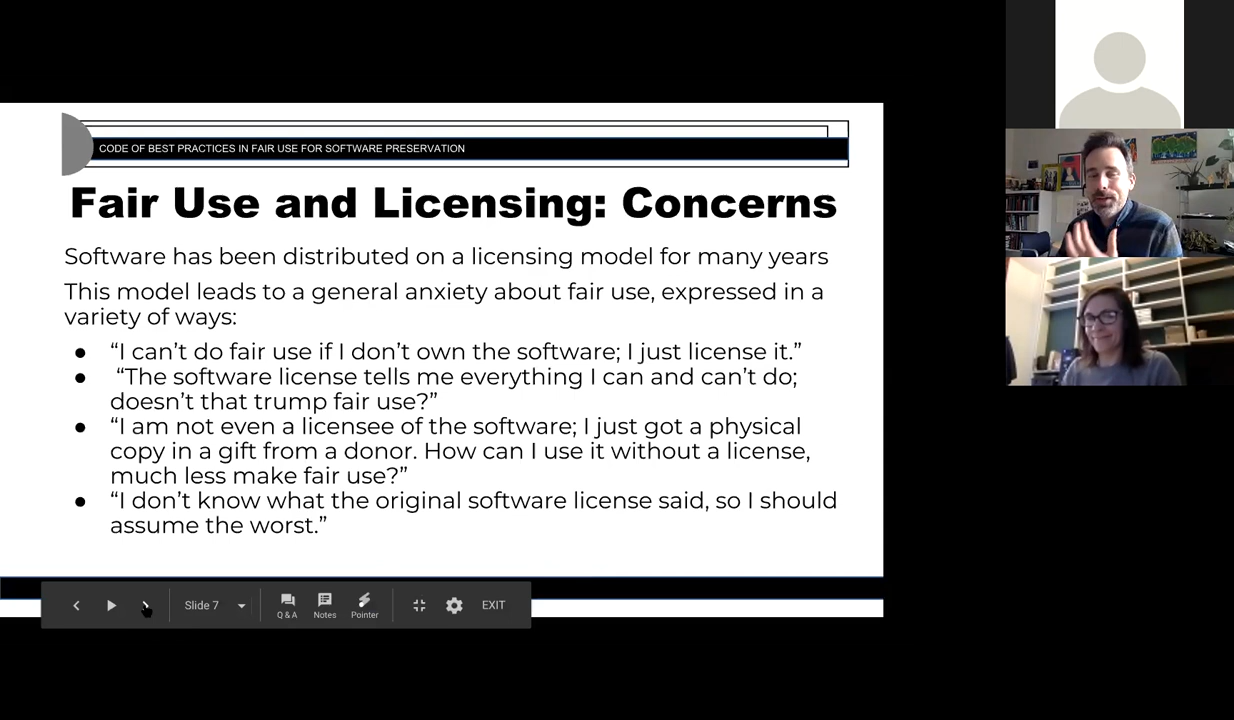 CODE OF BEST PRACTICES IN FAIR USE FOR SOFTWARE PRESERVATION
Fair Use and Licensing: Concerns
Software has been distributed on a licensing model for many years
This model leads to a general anxiety about fair use, expressed in a
variety of ways:
● “I can’t do fair use if I don’t own the software; I just license it.”
● “The software license tells me everything I can and can’t do;
doesn’t that trump fair use?”
● “I am not even a licensee of the software; I just got a physical
copy in a gift from a donor. How can I use it without a license,
much less make fair use?”
● “I don’t know what the original software license said, so I should
assume the worst.”
Slide 7
Q & A
Notes
Pointer
EXIT